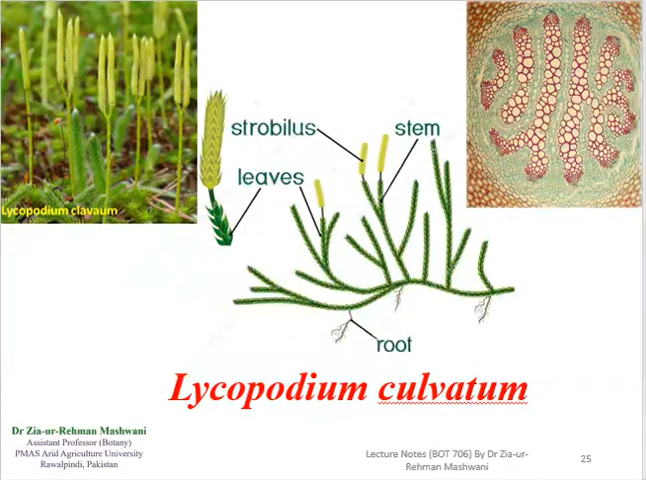 Lycopodium clavaum
strobilus
stem
leaves
root
Lycopodium culvatum
Dr Zia-ur-Rehman Mashwani
Assistant Professor (Botany)
PMAS Arid Agriculture University
Rawalpindi, Pakistan
Lecture Notes (BOT 706) By Dr Zia-ur-
Rehman Mashwani
25